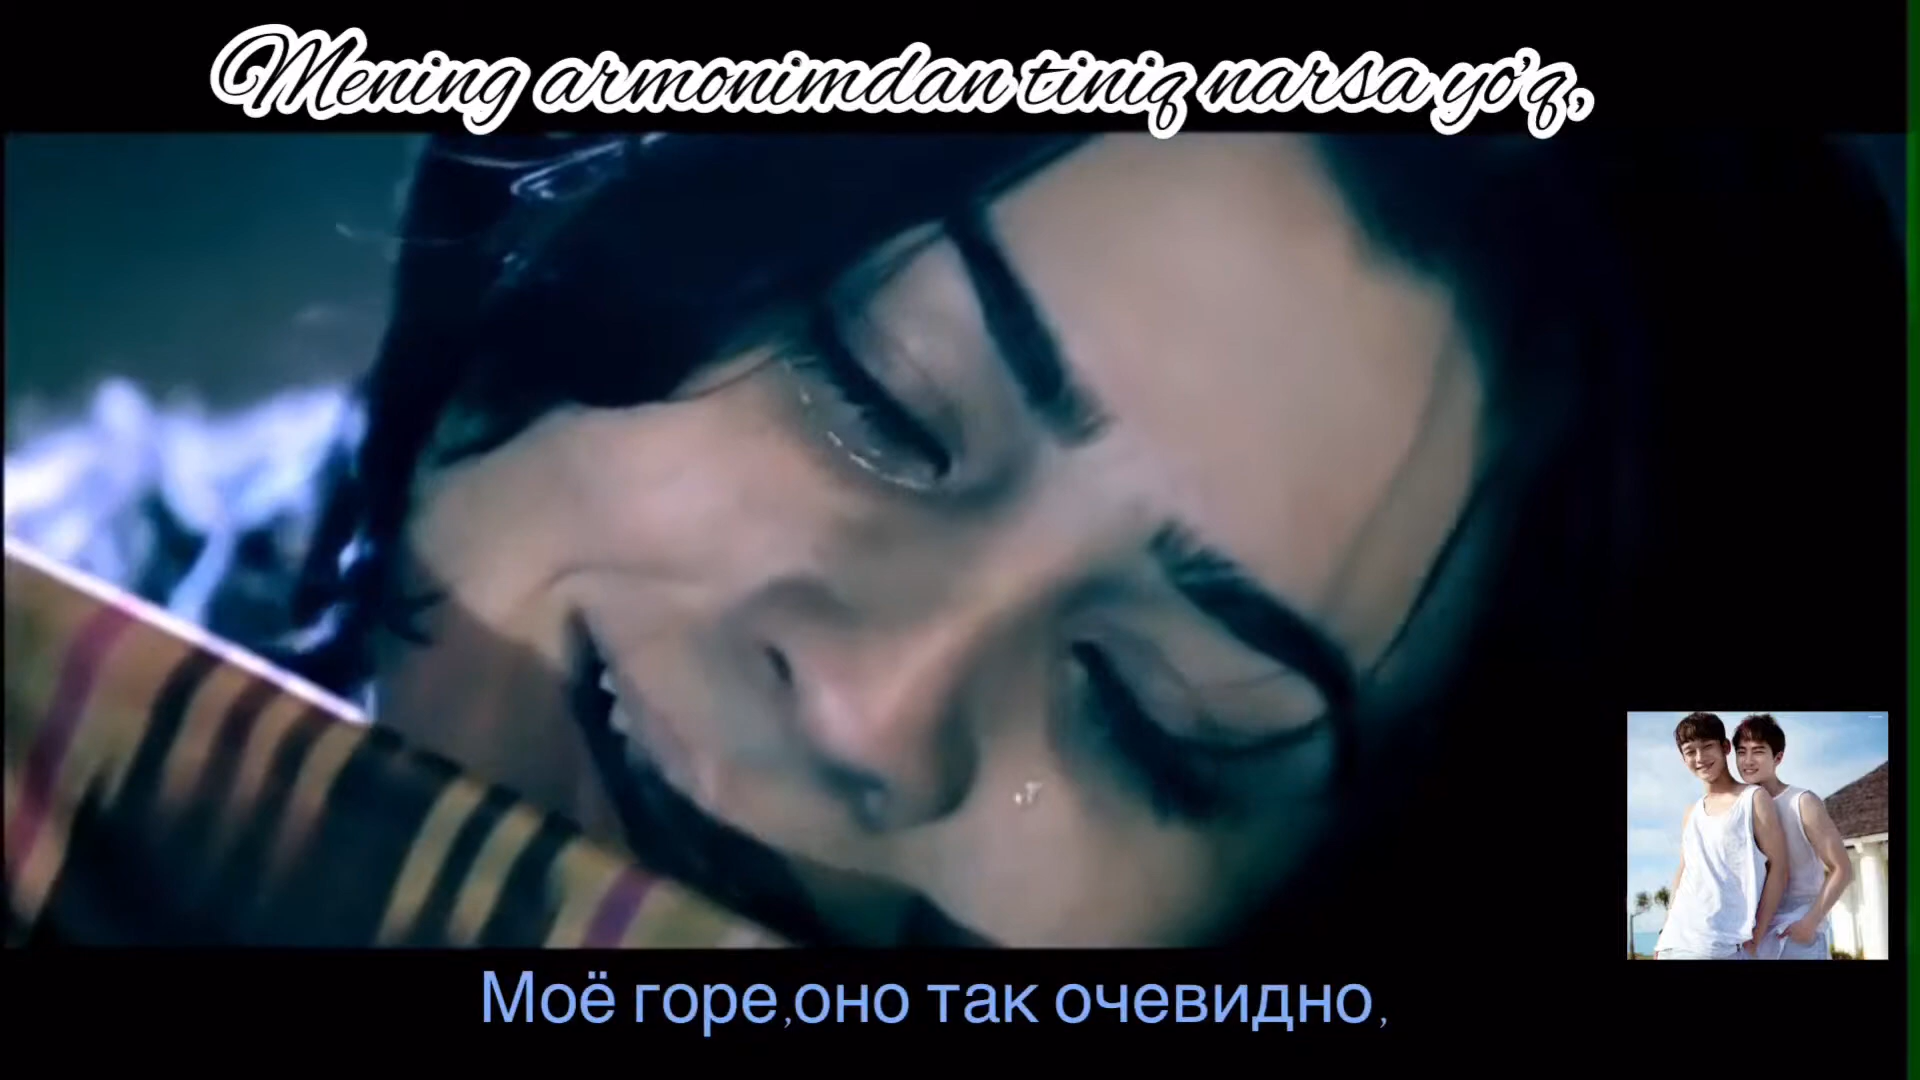 Mening armonimdan tiniq narsa yo'q,
Моё горе,оно так очевидно,